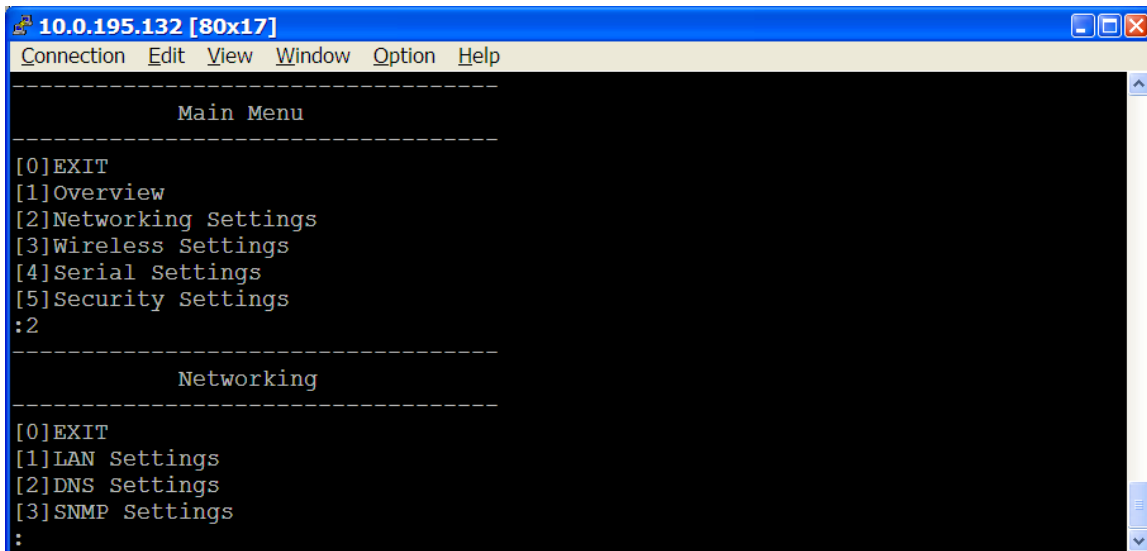 10.0.195.132 [80x17]
Connection Edit View Window Option Help
-----------------------------------
Main Menu
-----------------------------------
[0]EXIT
[1]Overview
[2]Networking Settings
[3]Wireless Settings
[4]Serial Settings
[5]Security Settings
:2
-----------------------------------
Networking
-----------------------------------
[0]EXIT
[1]LAN Settings
[2]DNS Settings
[3]SNMP Settings
: